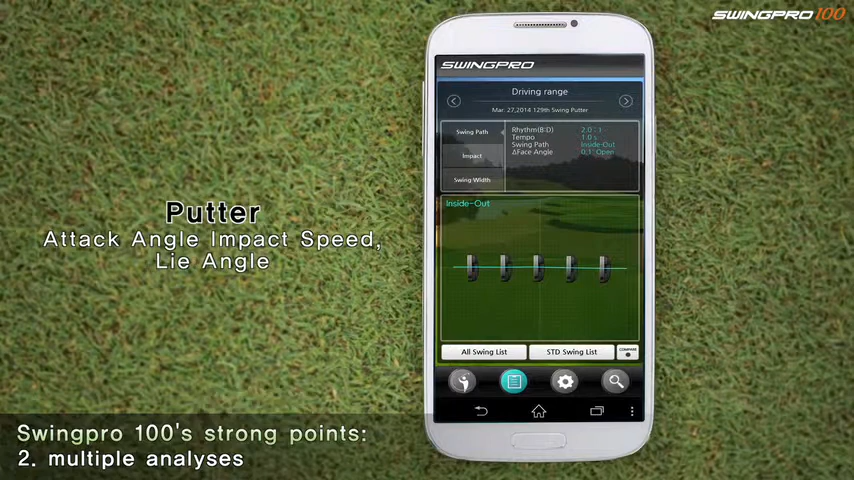 SWINGPRO 100
SWINGPRO
Driving range
Mar. 27,2014 129th Swing Putter
Swing Path
Impact
Swing Width
Rhythm(B:D) 2.0 : 1
Tempo 1.0 s
Swing Path Inside-Out
ΔFace Angle 0.1° Open
Inside-Out
All Swing List
STD Swing List
COMPARE
Putter
Attack Angle Impact Speed,
Lie Angle
Swingpro 100's strong points:
2. multiple analyses